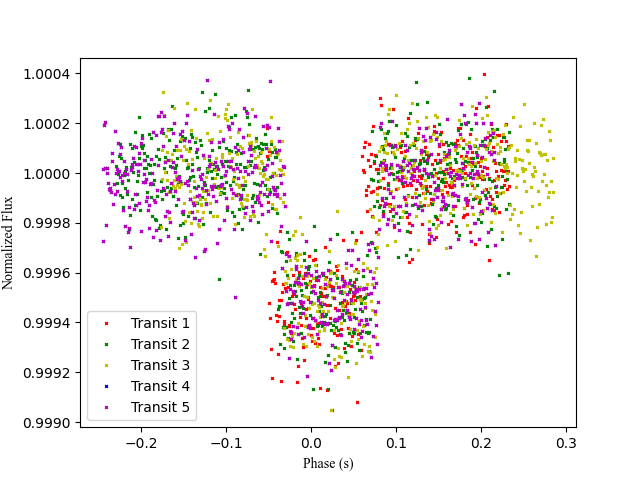 1.0004
1.0002
1.0000
0.9998
0.9996
0.9994
0.9992
0.9990
Normalized Flux
Transit 1
Transit 2
Transit 3
Transit 4
Transit 5
−0.2 −0.1 0.0 0.1 0.2 0.3
Phase (s)